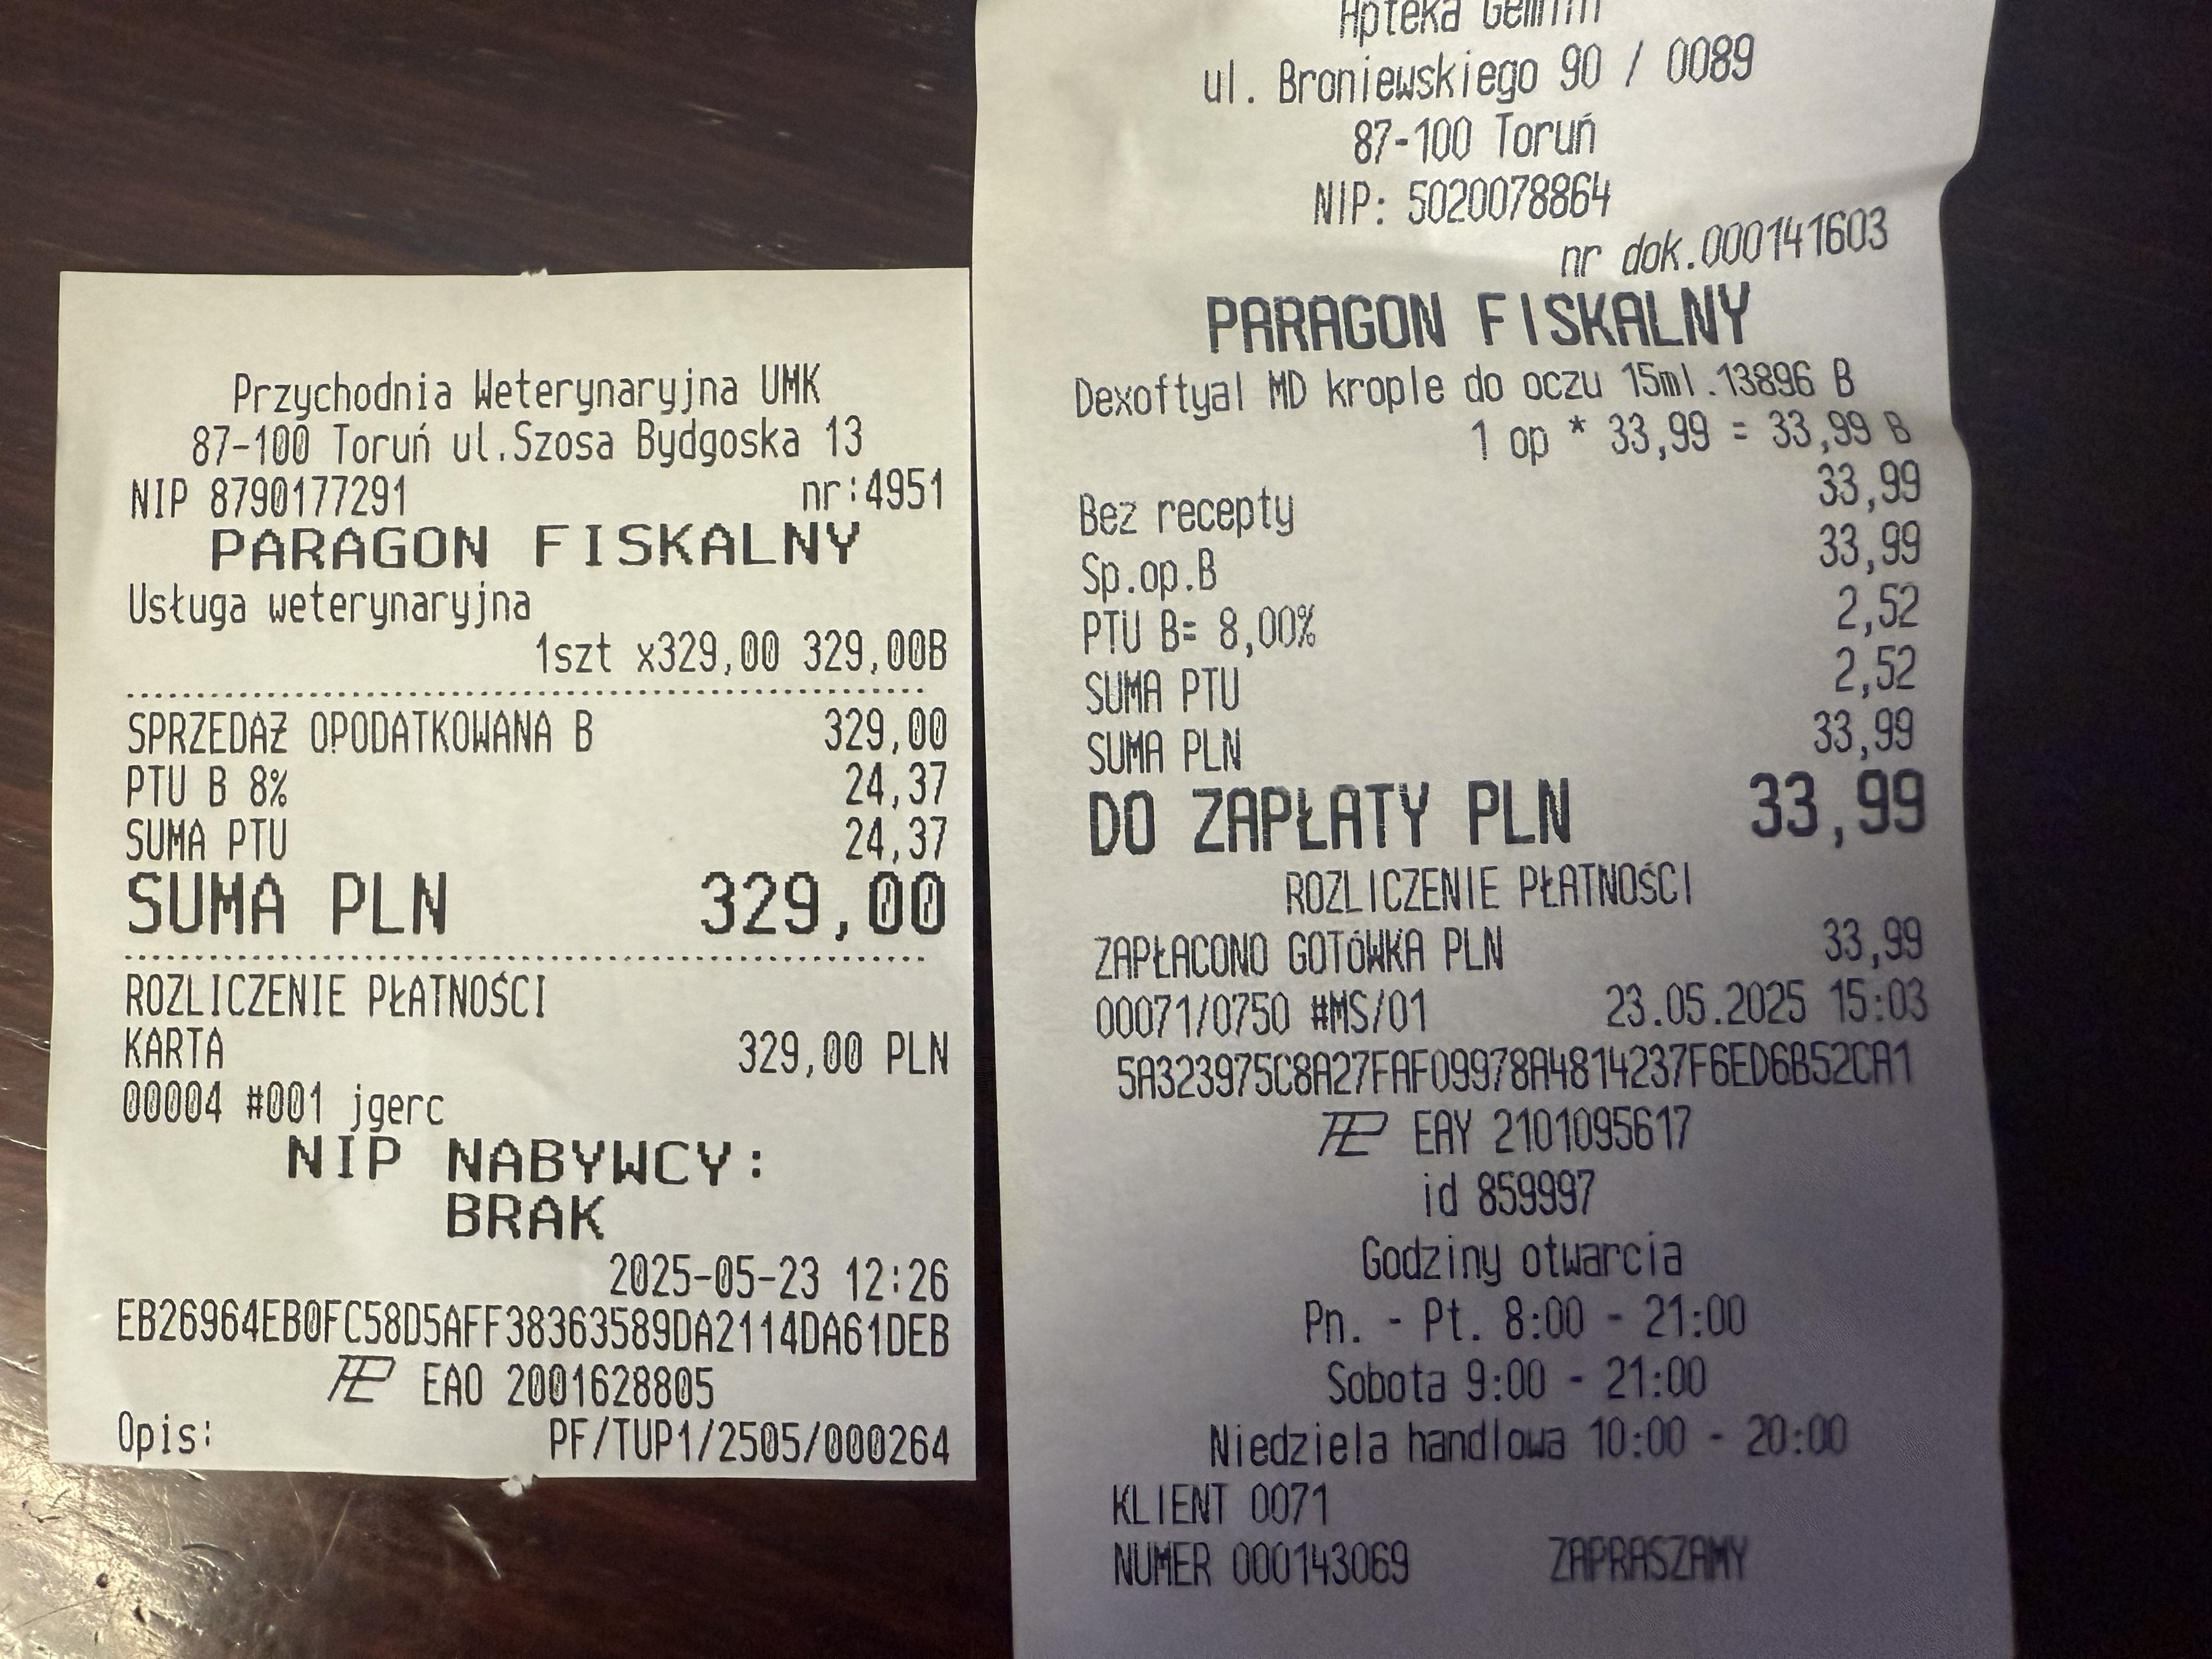 Przychodnia Weterynaryjna UMK
87-100 Toruń ul.Szosa Bydgoska 13
NIP 8790177291 nr:4951
PARAGON FISKALNY
Usługa weterynaryjna
1szt x329,00 329,00B
SPRZEDAŻ OPODATKOWANA B 329,00
PTU B 8% 24,37
SUMA PTU 24,37
SUMA PLN 329,00
ROZLICZENIE PŁATNOŚCI
KARTA 329,00 PLN
00004 #001 jgerc
NIP NABYWCY:
BRAK
2025-05-23 12:26
EB26964EB0FC58D5AFF38363589DA2114DA61DEB
EAO 2001628805
Opis: PF/TUP1/2505/000264
Apteka
ul. Broniewskiego 90 / 0089
87-100 Toruń
NIP: 5020078864
nr dok.000141603
PARAGON FISKALNY
Dexoftyal MD krople do oczu 15ml.13896 B
1 op * 33,99 = 33,99 B
Bez recepty 33,99
Sp.op.B 33,99
PTU B= 8,00% 2,52
SUMA PTU 2,52
SUMA PLN 33,99
DO ZAPŁATY PLN 33,99
ROZLICZENIE PŁATNOŚCI
ZAPŁACONO GOTÓWKA PLN 33,99
00071/0750 #MS/01 23.05.2025 15:03
5A323975C8A27FAF09978A4814237F6ED6B52CA1
EAY 2101095617
id 859997
Godziny otwarcia
Pn. - Pt. 8:00 - 21:00
Sobota 9:00 - 21:00
Niedziela handlowa 10:00 - 20:00
KLIENT 0071
NUMER 000143069 ZAPRASZAMY